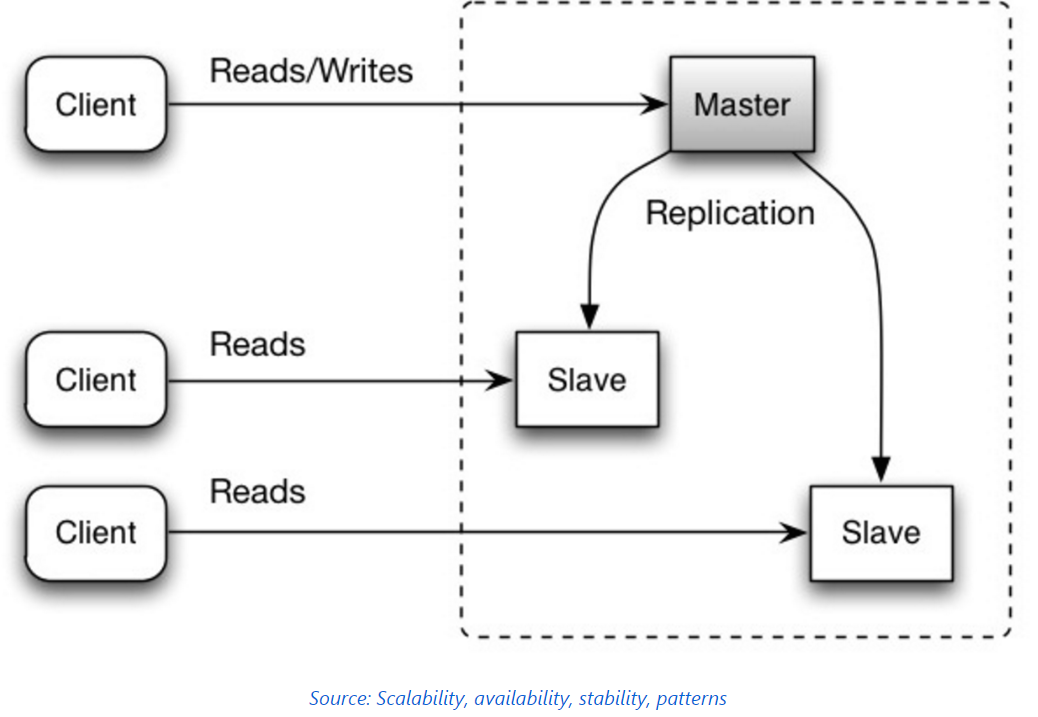 Reads/Writes
Client
Master
Replication
Reads
Client
Slave
Reads
Client
Slave
Source: Scalability, availability, stability, patterns